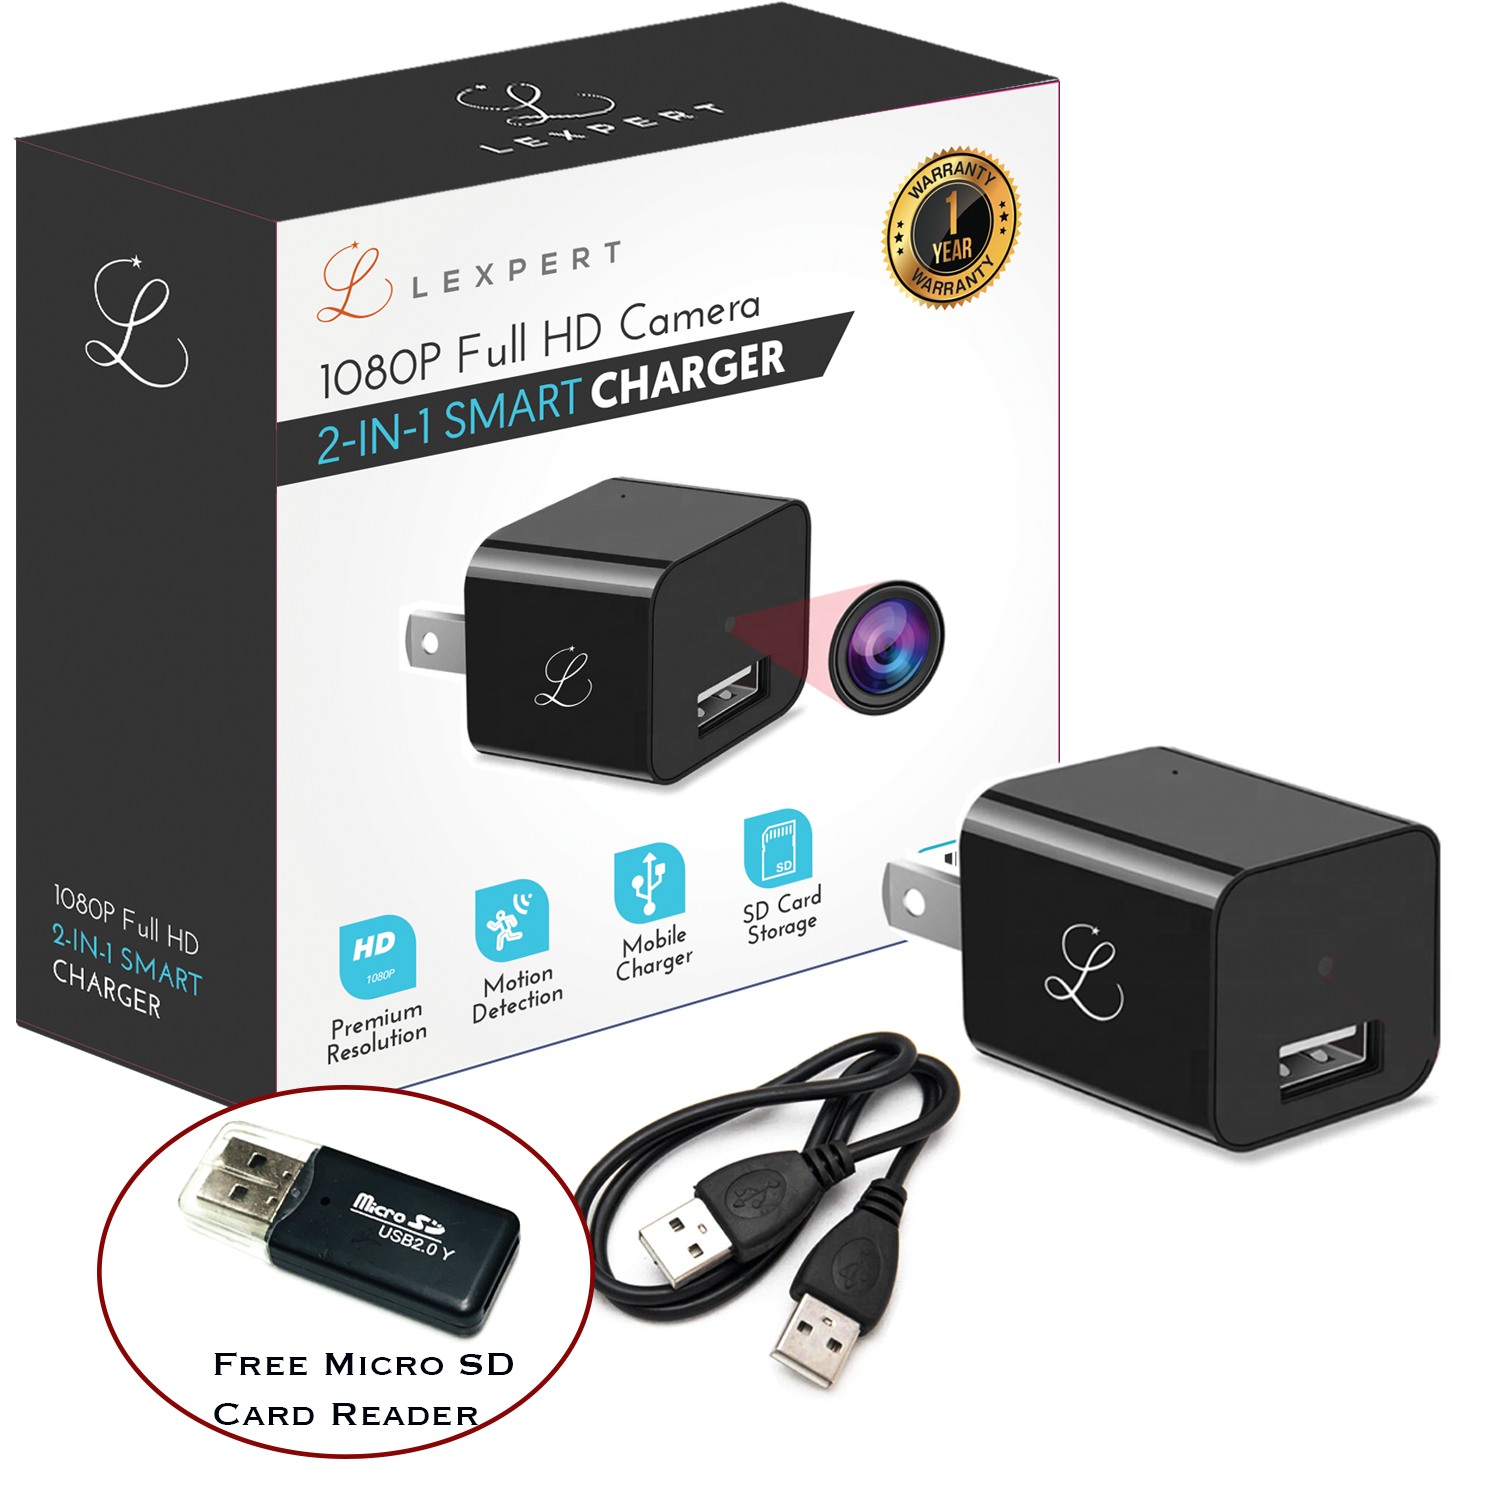 LEXPERT
WARRANTY
1
YEAR
WARRANTY
LEXPERT
1080P Full HD Camera
2-IN-1 SMART CHARGER
HD
1080P
Premium
Resolution
Motion
Detection
Mobile
Charger
SD
SD Card
Storage
1080P Full HD
2-IN-1 SMART
CHARGER
Micro SD
USB2.0 Y
FREE MICRO SD
CARD READER